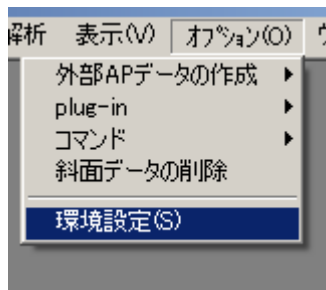 解析 表示(V) ｵﾌﾟｼｮﾝ(O)
外部APデータの作成
plug-in
コマンド
斜面データの削除
環境設定(S)